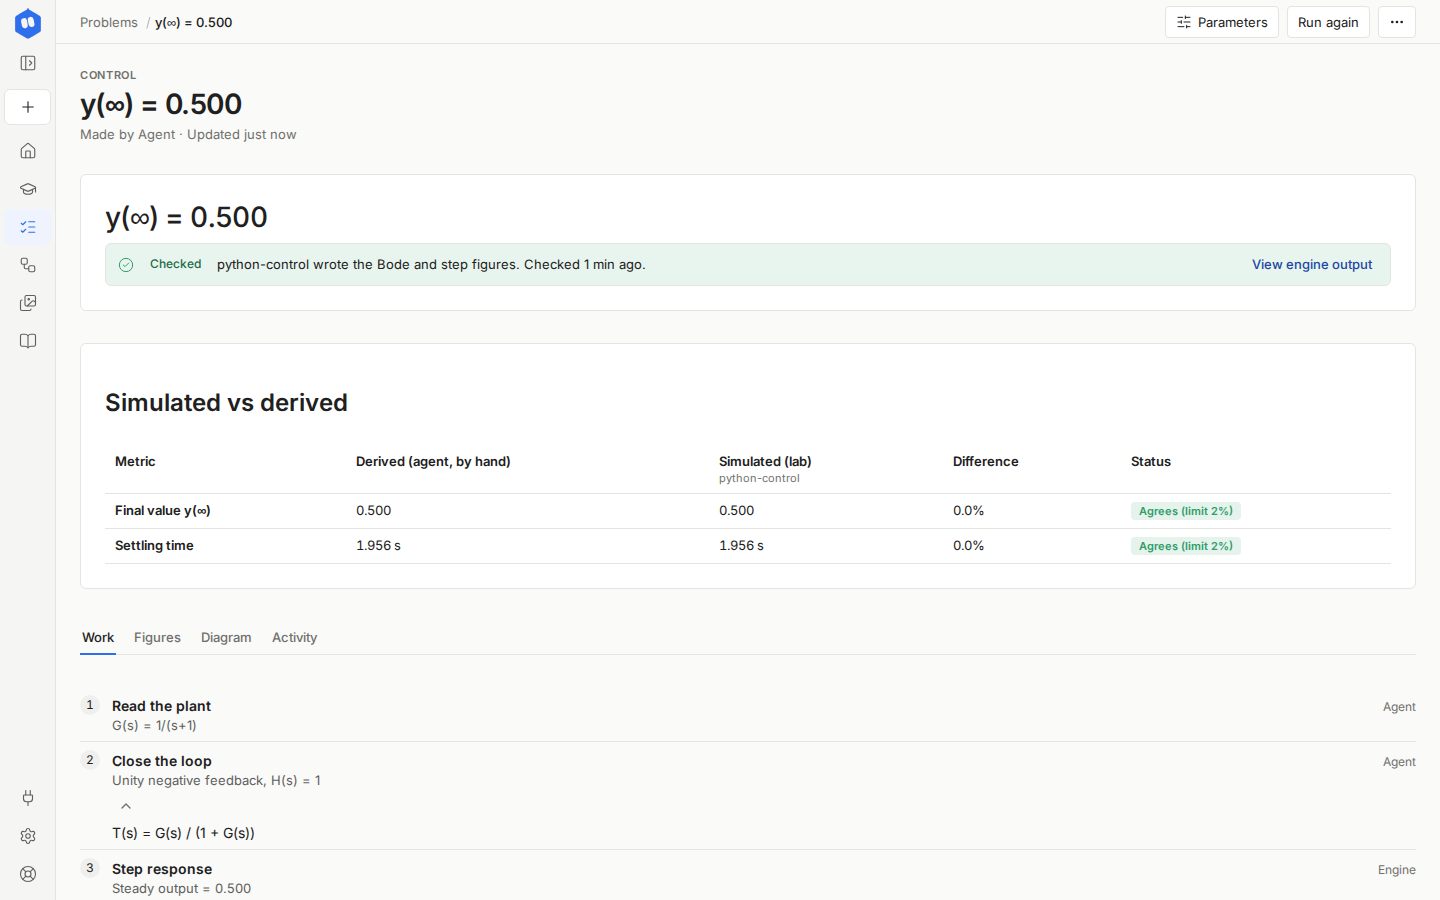 Problems / y(∞) = 0.500
Parameters
Run again
CONTROL
y(∞) = 0.500
Made by Agent · Updated just now
y(∞) = 0.500
Checked python-control wrote the Bode and step figures. Checked 1 min ago. View engine output
Simulated vs derived
Metric Derived (agent, by hand) Simulated (lab) Difference Status
python-control
Final value y(∞) 0.500 0.500 0.0% Agrees (limit 2%)
Settling time 1.956 s 1.956 s 0.0% Agrees (limit 2%)
Work Figures Diagram Activity
1 Read the plant Agent
G(s) = 1/(s+1)
2 Close the loop Agent
Unity negative feedback, H(s) = 1
T(s) = G(s) / (1 + G(s))
3 Step response Engine
Steady output = 0.500